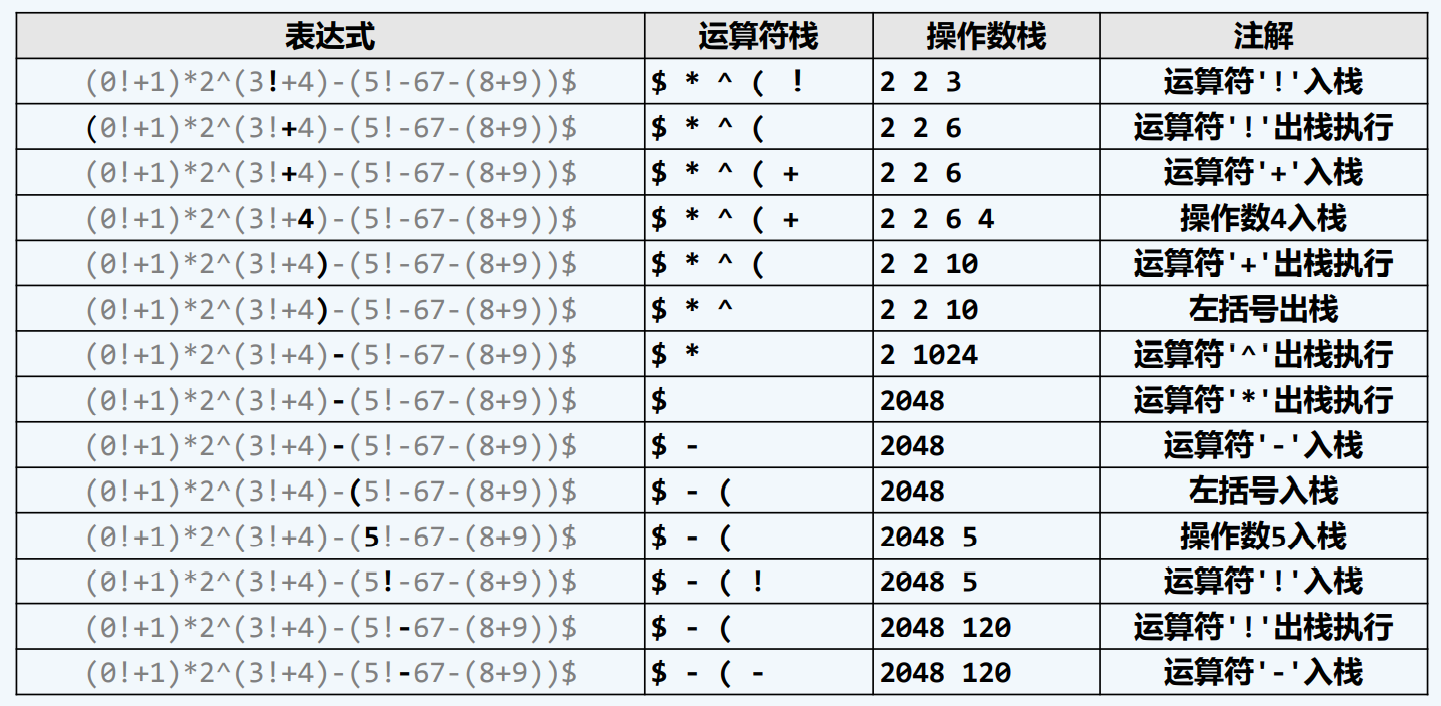 表达式 运算符栈 操作数栈 注解
(0!+1)*2^(3!+4)-(5!-67-(8+9))$ $ * ^ ( ! 2 2 3 运算符'!'入栈
(0!+1)*2^(3!+4)-(5!-67-(8+9))$ $ * ^ ( 2 2 6 运算符'!'出栈执行
(0!+1)*2^(3!+4)-(5!-67-(8+9))$ $ * ^ ( + 2 2 6 运算符'+'入栈
(0!+1)*2^(3!+4)-(5!-67-(8+9))$ $ * ^ ( + 2 2 6 4 操作数4入栈
(0!+1)*2^(3!+4)-(5!-67-(8+9))$ $ * ^ ( 2 2 10 运算符'+'出栈执行
(0!+1)*2^(3!+4)-(5!-67-(8+9))$ $ * ^ 2 2 10 左括号出栈
(0!+1)*2^(3!+4)-(5!-67-(8+9))$ $ * 2 1024 运算符'^'出栈执行
(0!+1)*2^(3!+4)-(5!-67-(8+9))$ $ 2048 运算符'*'出栈执行
(0!+1)*2^(3!+4)-(5!-67-(8+9))$ $ - 2048 运算符'-'入栈
(0!+1)*2^(3!+4)-(5!-67-(8+9))$ $ - ( 2048 左括号入栈
(0!+1)*2^(3!+4)-(5!-67-(8+9))$ $ - ( 2048 5 操作数5入栈
(0!+1)*2^(3!+4)-(5!-67-(8+9))$ $ - ( ! 2048 5 运算符'!'入栈
(0!+1)*2^(3!+4)-(5!-67-(8+9))$ $ - ( 2048 120 运算符'!'出栈执行
(0!+1)*2^(3!+4)-(5!-67-(8+9))$ $ - ( - 2048 120 运算符'-'入栈